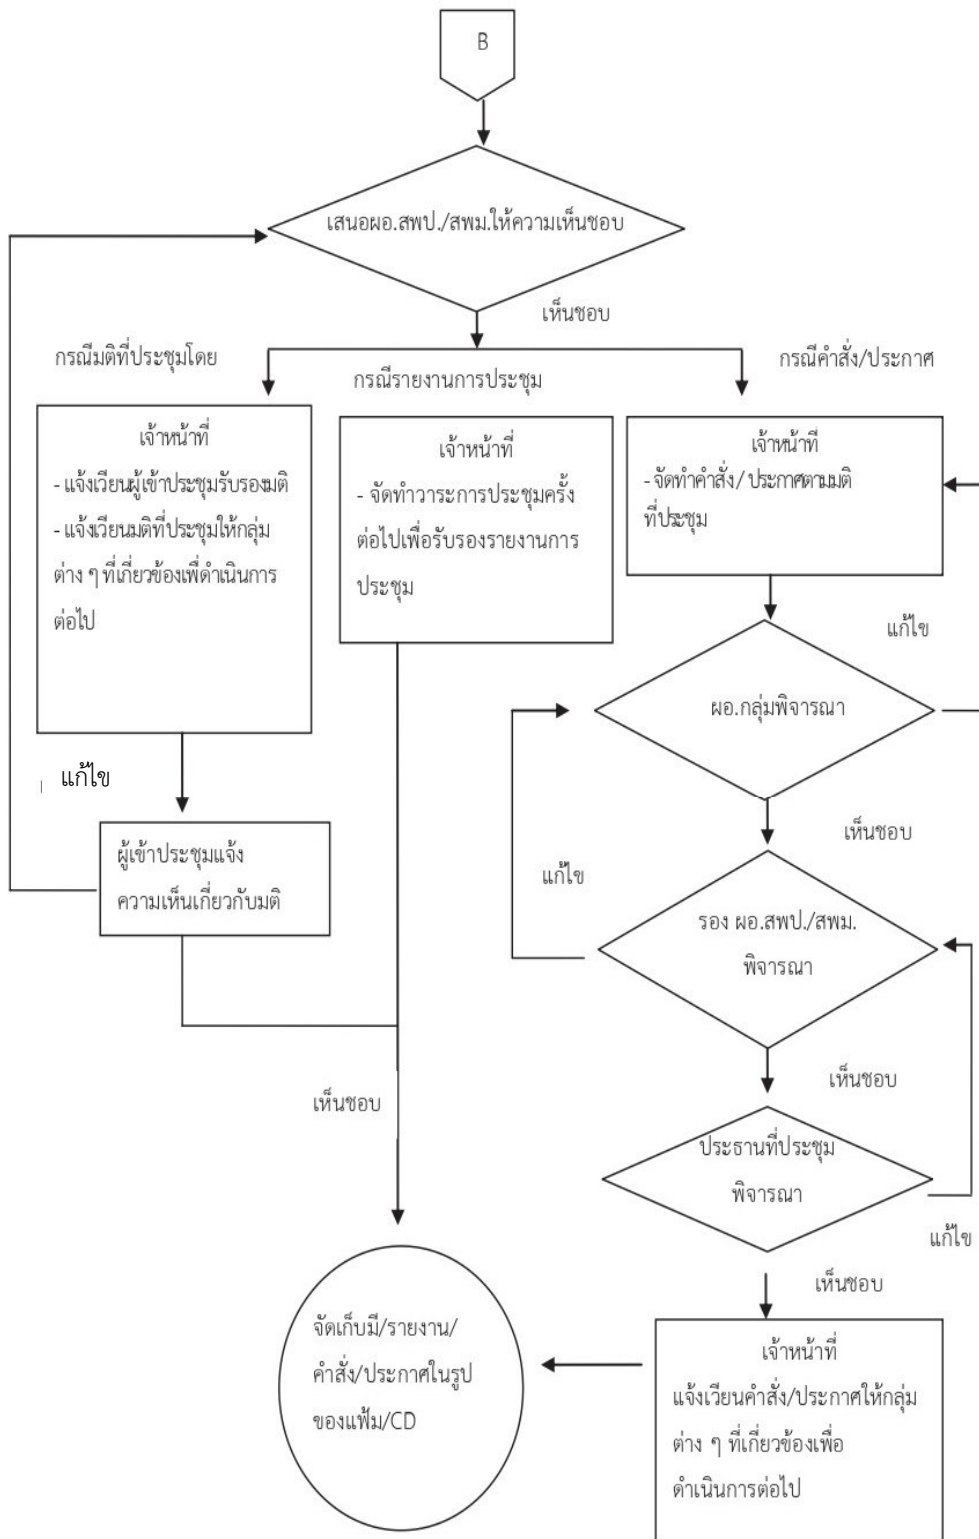 B
เสนอผอ.สพป./สพม.ให้ความเห็นชอบ
เห็นชอบ
กรณีมติที่ประชุมโดย
กรณีรายงานการประชุม
กรณีคำสั่ง/ประกาศ
เจ้าหน้าที่
- แจ้งเวียนผู้เข้าประชุมรับรองมติ
- แจ้งเวียนมติที่ประชุมให้กลุ่ม
ต่าง ๆ ที่เกี่ยวข้องเพื่อดำเนินการ
ต่อไป
เจ้าหน้าที่
- จัดทำวาระการประชุมครั้ง
ต่อไปเพื่อรับรองรายงานการ
ประชุม
เจ้าหน้าที
- จัดทำคำสั่ง / ประกาศตามมติ
ที่ประชุม
แก้ไข
ผอ.กลุ่มพิจารณา
แก้ไข
เห็นชอบ
ผู้เข้าประชุมแจ้ง
ความเห็นเกี่ยวกับมติ
แก้ไข
รอง ผอ.สพป./สพม.
พิจารณา
เห็นชอบ
เห็นชอบ
ประธานที่ประชุม
พิจารณา
แก้ไข
เห็นชอบ
จัดเก็บมี/รายงาน/
คำสั่ง/ประกาศในรูป
ของแฟ้ม/CD
เจ้าหน้าที่
แจ้งเวียนคำสั่ง/ประกาศให้กลุ่ม
ต่าง ๆ ที่เกี่ยวข้องเพื่อ
ดำเนินการต่อไป